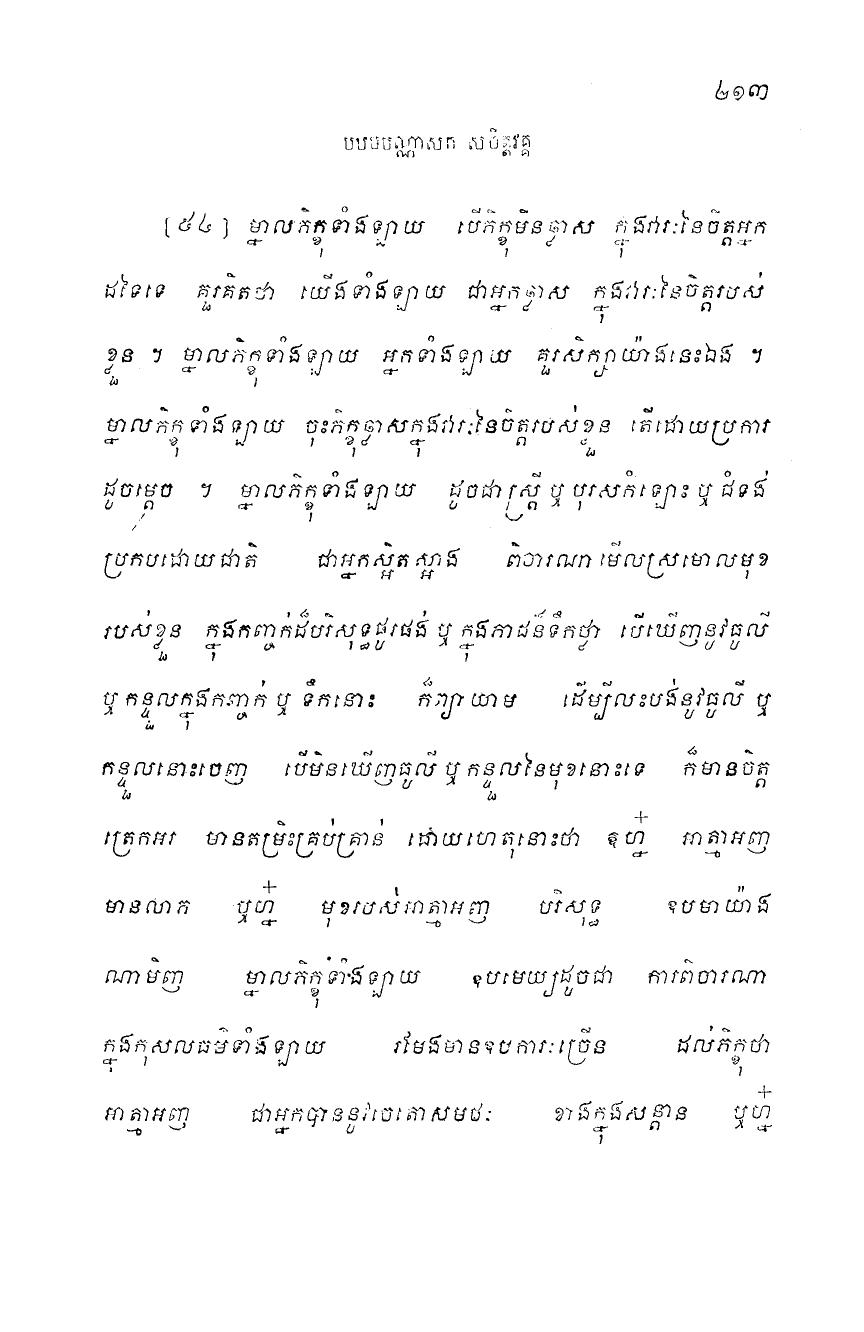 ២១៣
បឋមបណ្ណាសក សចិត្តវគ្គ
[៥៤] ម្នាលភិក្ខុទាំងឡាយ បើភិក្ខុមិនឆ្លាស ក្នុងវារៈនៃចិត្តអ្នក
ដទៃទេ គួរគិតថា យើងទាំងឡាយ ជាអ្នកឆ្លាស ក្នុងវារៈនៃចិត្តរបស់
ខ្លួន ។ ម្នាលភិក្ខុទាំងឡាយ អ្នកទាំងឡាយ គួរសិក្សាយ៉ាងនេះឯង ។
ម្នាលភិក្ខុទាំងឡាយ ចុះភិក្ខុឆ្លាសក្នុងវារៈនៃចិត្តរបស់ខ្លួន តើដោយប្រការ
ដូចម្តេច ។ ម្នាលភិក្ខុទាំងឡាយ ដូចជាស្រ្តី ឬ បុរសកំឡោះ ឬ ជំទង់
ប្រកបដោយជាតិ ជាអ្នកស្អិតស្អាង ពិចារណាមើលស្រមោលមុខ
របស់ខ្លួន ក្នុងកញ្ចក់ដ៏បរិសុទ្ធផូរផង់ ឬ ក្នុងភាជន៍ទឹកថ្លា បើឃើញនូវធូលី
ឬ កន្ទួលក្នុងកញ្ចក់ ឬ ទឹកនោះ ក៏ព្យាយាម ដើម្បីលះបង់នូវធូលី ឬ
កន្ទួលនោះចេញ បើមិនឃើញធូលី ឬ កន្ទួលនៃមុខនោះទេ ក៏មានចិត្ត
ត្រេកអរ មានតម្រិះគ្រប់គ្រាន់ ដោយហេតុនោះថា ឧហ្ន៎ អាត្មាអញ
មានលាភ ឬហ្ន៎ មុខរបស់អាត្មាអញ បរិសុទ្ធ ឧបមាយ៉ាង
ណាមិញ ម្នាលភិក្ខុទាំងឡាយ ឧបមេយ្យដូចជា ការពិចារណា
ក្នុងកុសលធម៌ទាំងឡាយ រមែងមានឧបការៈច្រើន ដល់ភិក្ខុថា
អាត្មាអញ ជាអ្នកបាននូវចេតោសមថៈ ខាងក្នុងសន្តាន ឬហ្ន៎